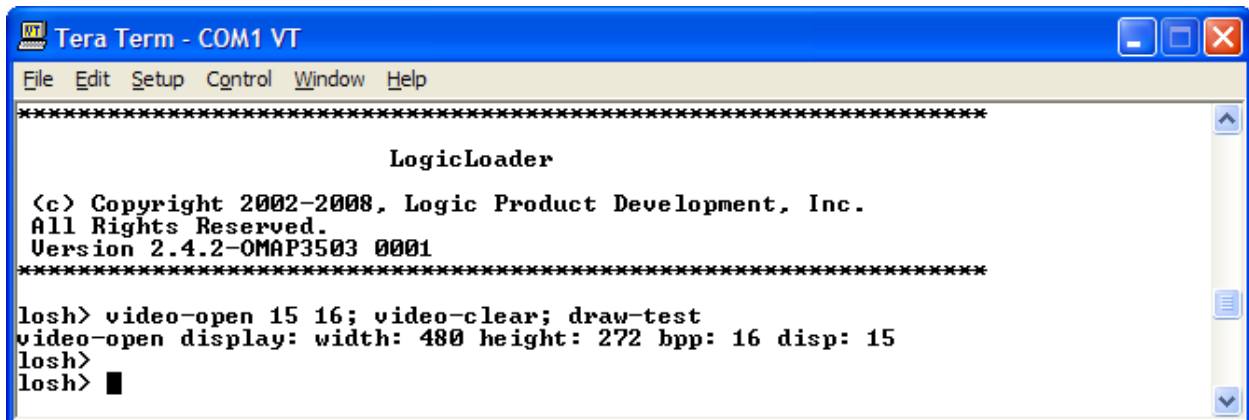 Tera Term - COM1 VT
File Edit Setup Control Window Help
*****************************************************************
LogicLoader
(c) Copyright 2002-2008, Logic Product Development, Inc.
All Rights Reserved.
Version 2.4.2-OMAP3503 0001
*****************************************************************
losh> video-open 15 16; video-clear; draw-test
video-open display: width: 480 height: 272 bpp: 16 disp: 15
losh>
losh>